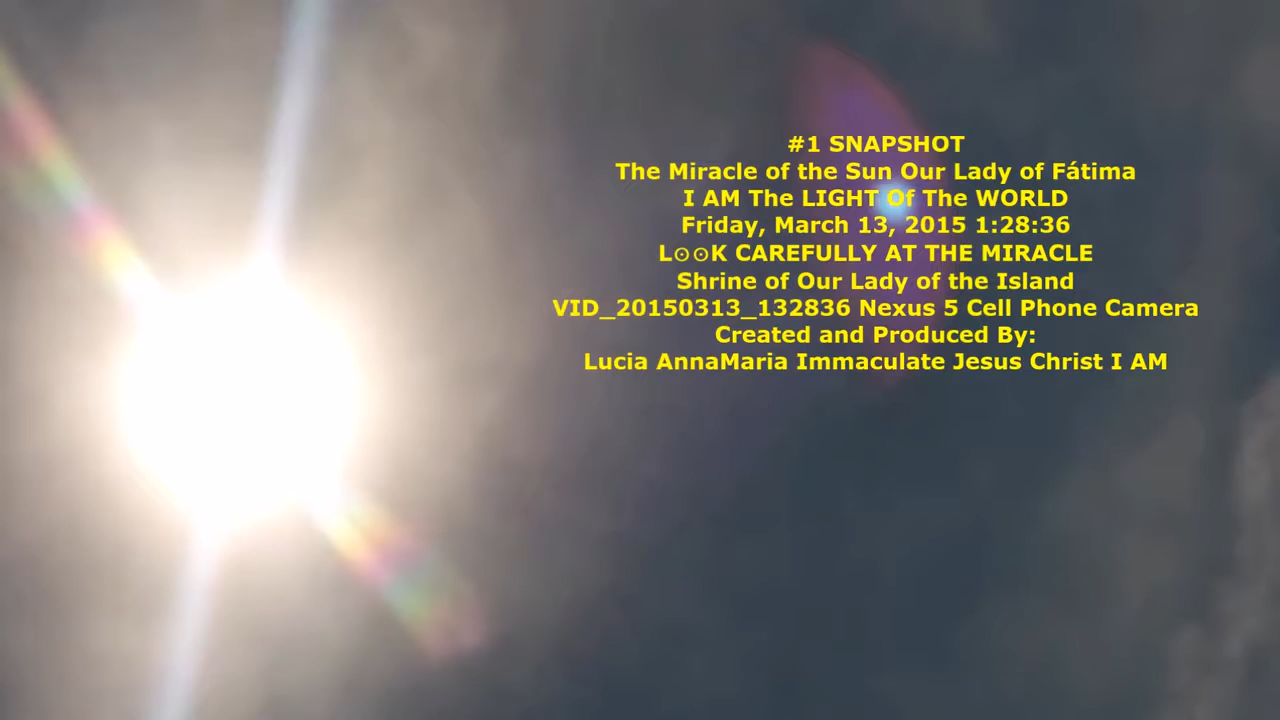 #1 SNAPSHOT
The Miracle of the Sun Our Lady of Fátima
I AM The LIGHT Of The WORLD
Friday, March 13, 2015 1:28:36
L⊙⊙K CAREFULLY AT THE MIRACLE
Shrine of Our Lady of the Island
VID_20150313_132836 Nexus 5 Cell Phone Camera
Created and Produced By:
Lucia AnnaMaria Immaculate Jesus Christ I AM